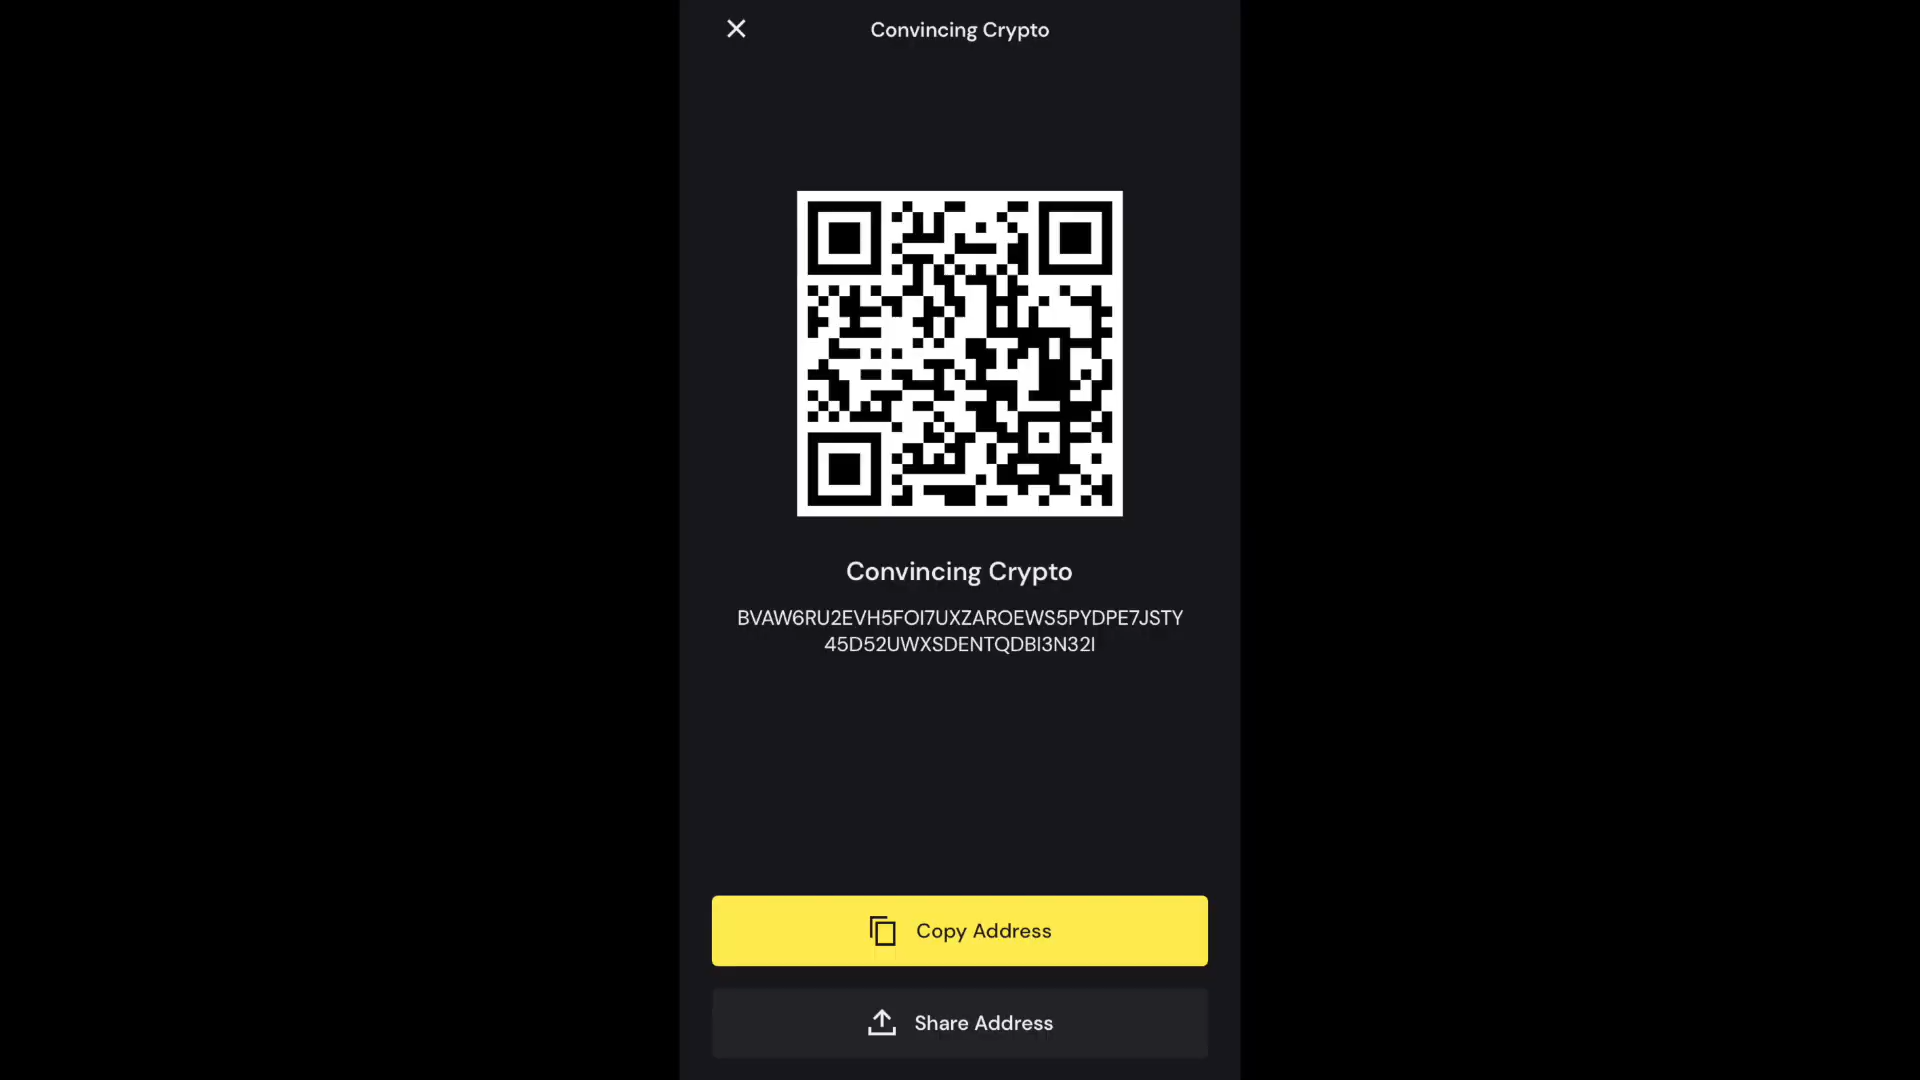 Convincing Crypto
Convincing Crypto
BVAW6RU2EVH5FOI7UXZAROEWS5PYDPE7JSTY
45D52UWXSDENTQDBI3N32I
Copy Address
Share Address